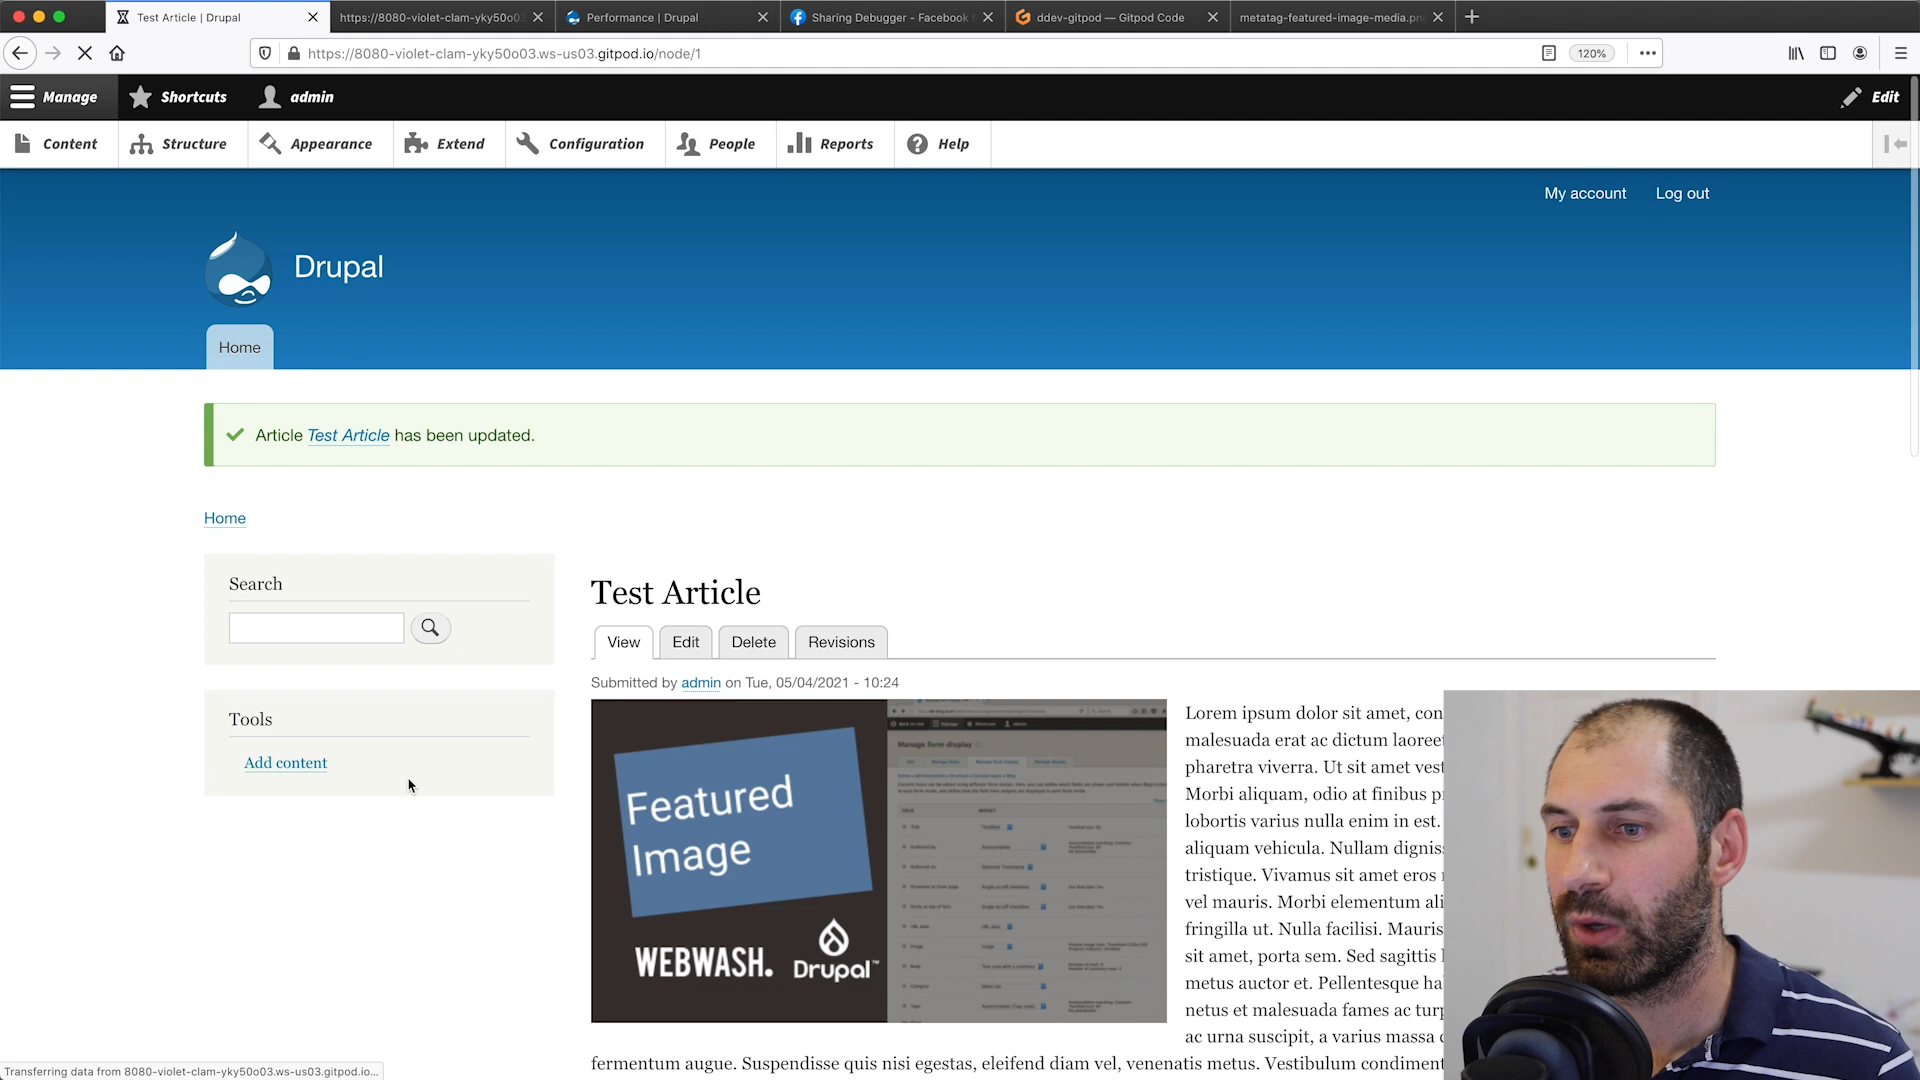 Test Article | Drupal
https://8080-violet-clam-yky50o03
Performance | Drupal
Sharing Debugger - Facebook
ddev-gitpod — Gitpod Code
metatag-featured-image-media.pn
https://8080-violet-clam-yky50o03.ws-us03.gitpod.io/node/1
120%
Manage
Shortcuts
admin
Edit
Content
Structure
Appearance
Extend
Configuration
People
Reports
Help
My account
Log out
Drupal
Home
Article Test Article has been updated.
Home
Search
Tools
Add content
Test Article
View
Edit
Delete
Revisions
Submitted by admin on Tue, 05/04/2021 - 10:24
Featured
Image
WEBWASH.
Drupal™
Manage form display
Lorem ipsum dolor sit amet, con
malesuada erat ac dictum laoreet
pharetra viverra. Ut sit amet vest
Morbi aliquam, odio at finibus p
lobortis varius nulla enim in est.
aliquam vehicula. Nullam digniss
tristique. Vivamus sit amet eros
vel mauris. Morbi elementum ali
fringilla ut. Nulla facilisi. Mauris
sit amet, porta sem. Sed sagittis
metus auctor et. Pellentesque ha
netus et malesuada fames ac turp
ac urna suscipit, a varius massa
fermentum augue. Suspendisse quis nisi egestas, eleifend diam vel, venenatis metus. Vestibulum condiment
Transferring data from 8080-violet-clam-yky50o03.ws-us03.gitpod.io...